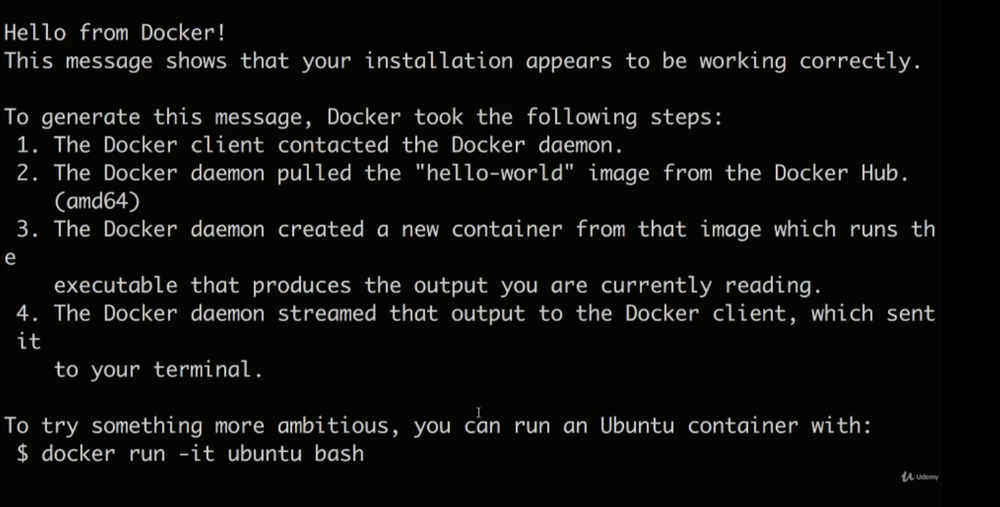 Hello from Docker!
This message shows that your installation appears to be working correctly.
To generate this message, Docker took the following steps:
1. The Docker client contacted the Docker daemon.
2. The Docker daemon pulled the "hello-world" image from the Docker Hub.
(amd64)
3. The Docker daemon created a new container from that image which runs th
e
executable that produces the output you are currently reading.
4. The Docker daemon streamed that output to the Docker client, which sent
it
to your terminal.
To try something more ambitious, you can run an Ubuntu container with:
$ docker run -it ubuntu bash
Udemy